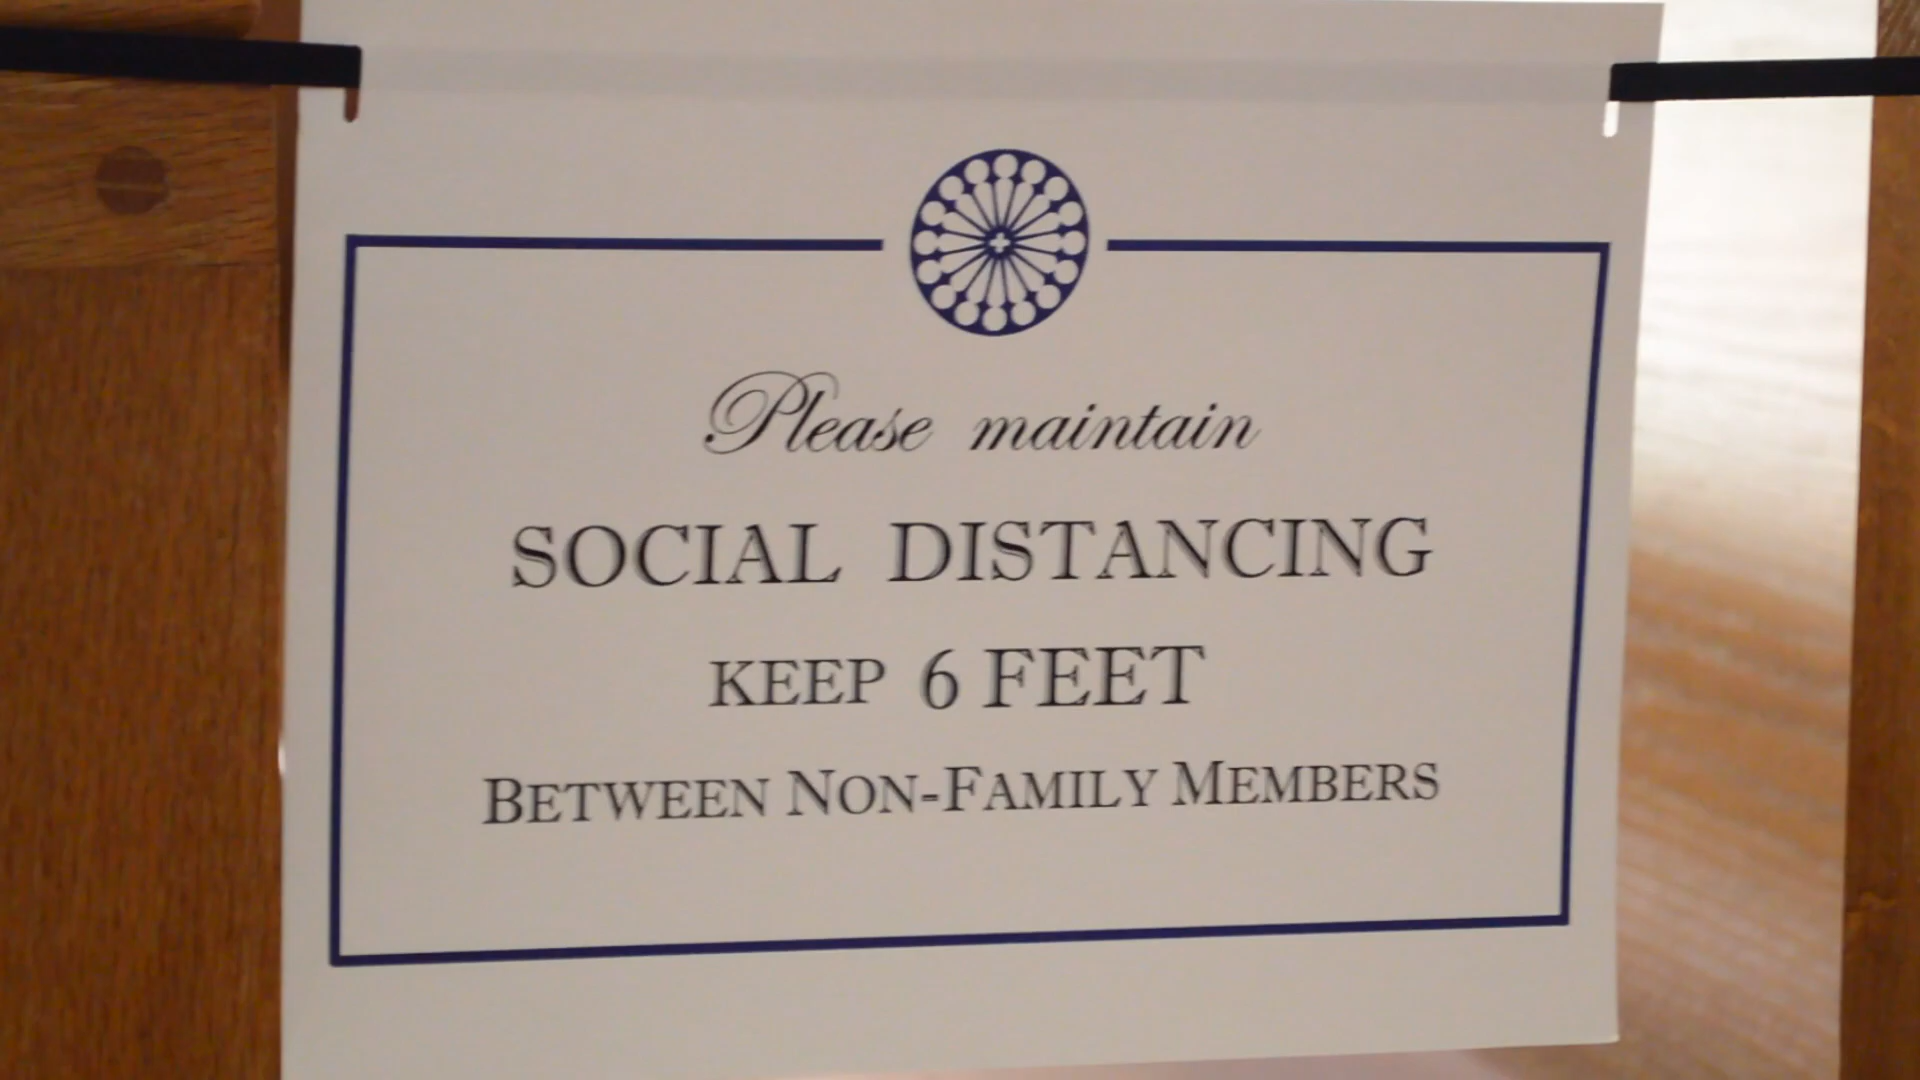 Please maintain
SOCIAL DISTANCING
KEEP 6 FEET
BETWEEN NON-FAMILY MEMBERS